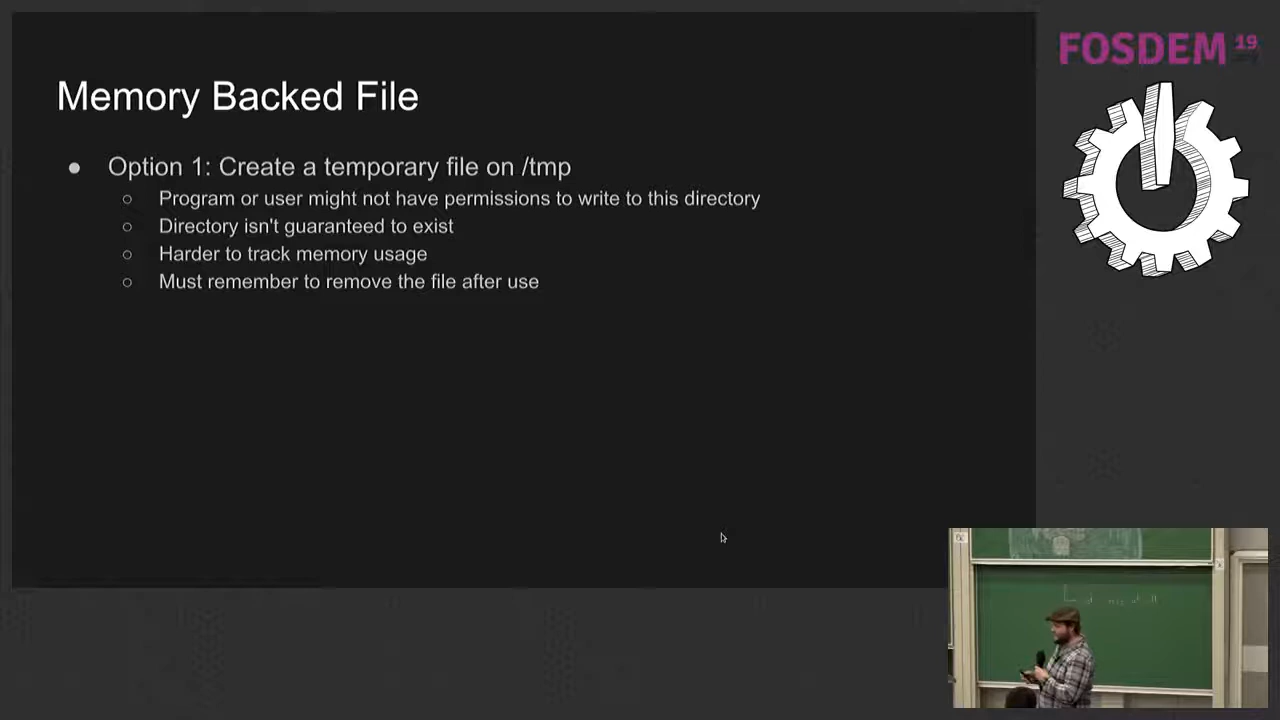 FOSDEM 19
Memory Backed File
● Option 1: Create a temporary file on /tmp
○ Program or user might not have permissions to write to this directory
○ Directory isn't guaranteed to exist
○ Harder to track memory usage
○ Must remember to remove the file after use